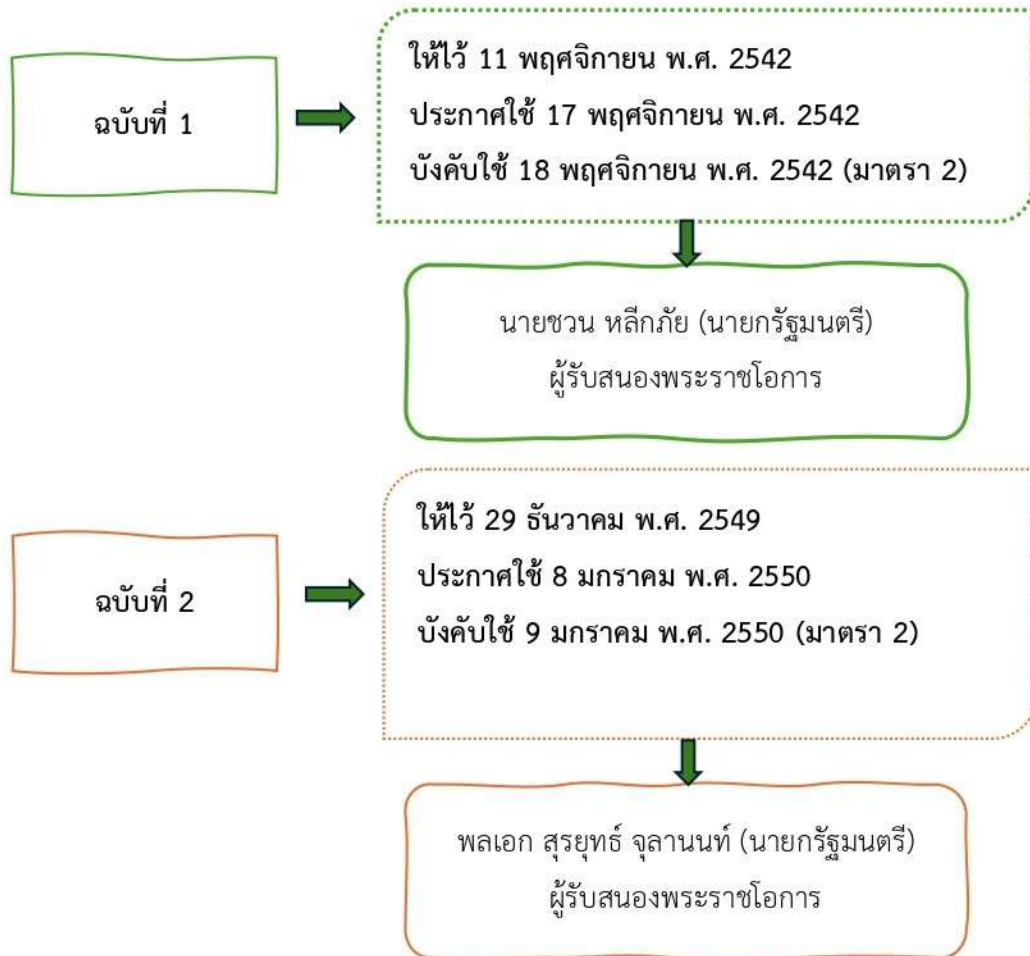 ฉบับที่ 1
ให้ไว้ 11 พฤศจิกายน พ.ศ. 2542
ประกาศใช้ 17 พฤศจิกายน พ.ศ. 2542
บังคับใช้ 18 พฤศจิกายน พ.ศ. 2542 (มาตรา 2)
นายชวน หลีกภัย (นายกรัฐมนตรี)
ผู้รับสนองพระราชโอการ
ฉบับที่ 2
ให้ไว้ 29 ธันวาคม พ.ศ. 2549
ประกาศใช้ 8 มกราคม พ.ศ. 2550
บังคับใช้ 9 มกราคม พ.ศ. 2550 (มาตรา 2)
พลเอก สุรยุทธ์ จุลานนท์ (นายกรัฐมนตรี)
ผู้รับสนองพระราชโอการ